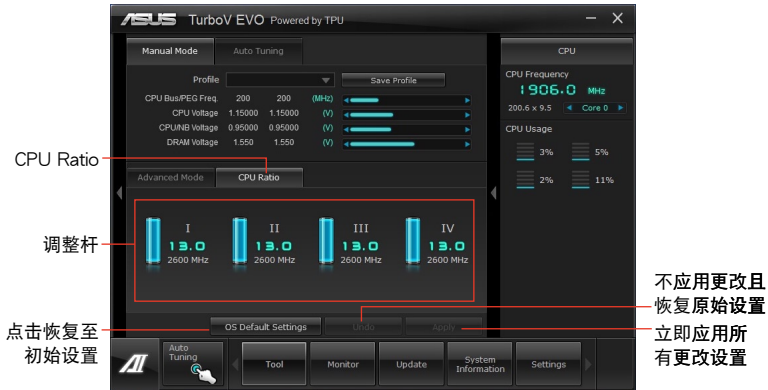 ASUS TurboV EVO Powered by TPU
Manual Mode Auto Tuning
Profile Save Profile
CPU Bus/PEG Freq. 200 200 (MHz)
CPU Voltage 1.15000 1.15000 (V)
CPU/NB Voltage 0.95000 0.95000 (V)
DRAM Voltage 1.550 1.550 (V)
CPU
CPU Frequency
1906.0 MHz
200.6 x 9.5 Core 0
CPU Usage
3% 5%
2% 11%
CPU Ratio
Advanced Mode CPU Ratio
调整杆
I II III IV
13.0 13.0 13.0 13.0
2600 MHz 2600 MHz 2600 MHz 2600 MHz
不应用更改且
恢复原始设置
点击恢复至
初始设置
OS Default Settings Undo Apply
立即应用所
有更改设置
Auto
Tuning
Tool Monitor Update System
Information Settings